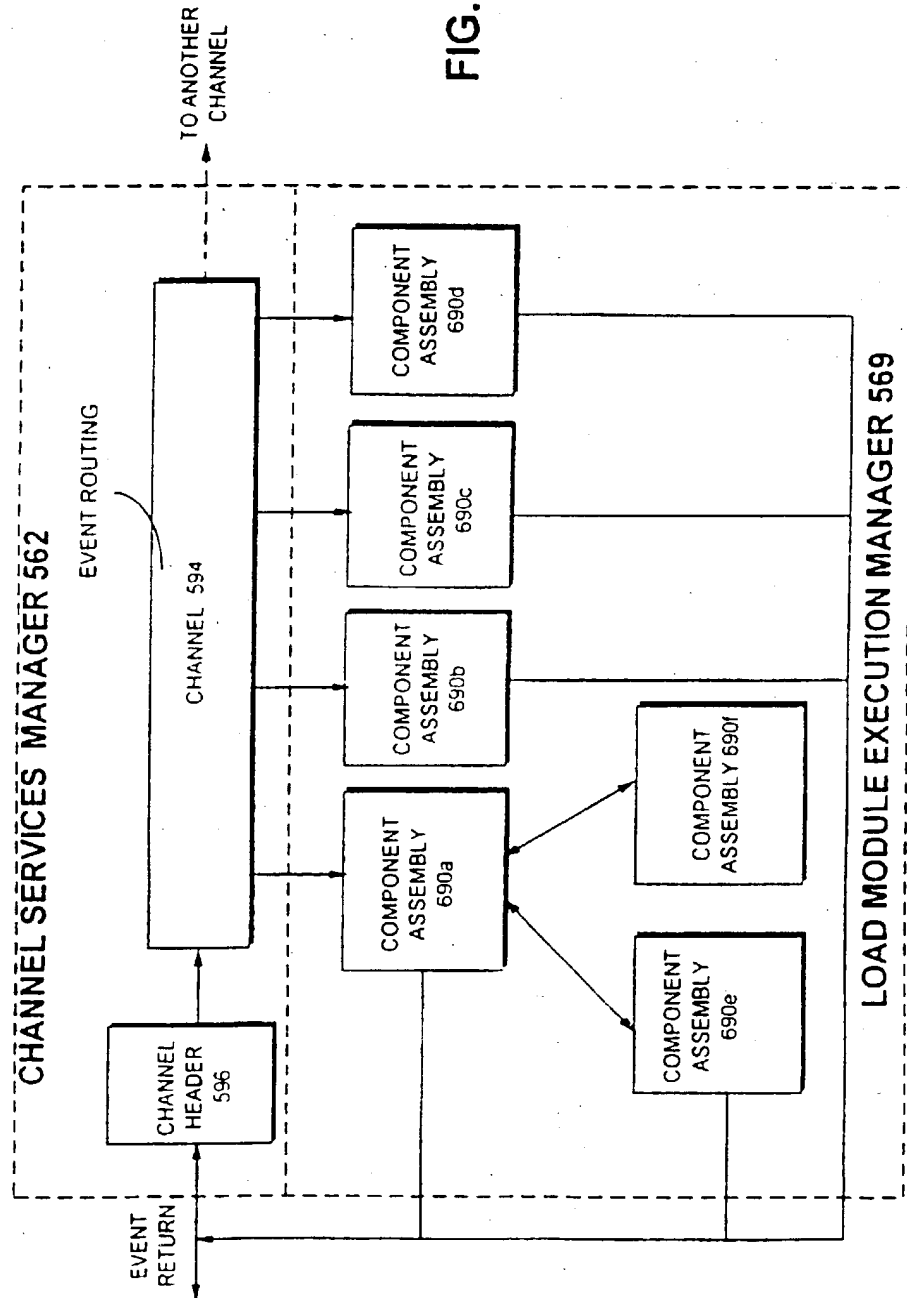 CHANNEL SERVICES MANAGER 562
EVENT ROUTING
TO ANOTHER
CHANNEL
EVENT
RETURN
CHANNEL
HEADER
596
CHANNEL 594
COMPONENT
ASSEMBLY
690a
COMPONENT
ASSEMBLY
690b
COMPONENT
ASSEMBLY
690c
COMPONENT
ASSEMBLY
690d
COMPONENT
ASSEMBLY
690e
COMPONENT
ASSEMBLY 690f
LOAD MODULE EXECUTION MANAGER 569
FIG.